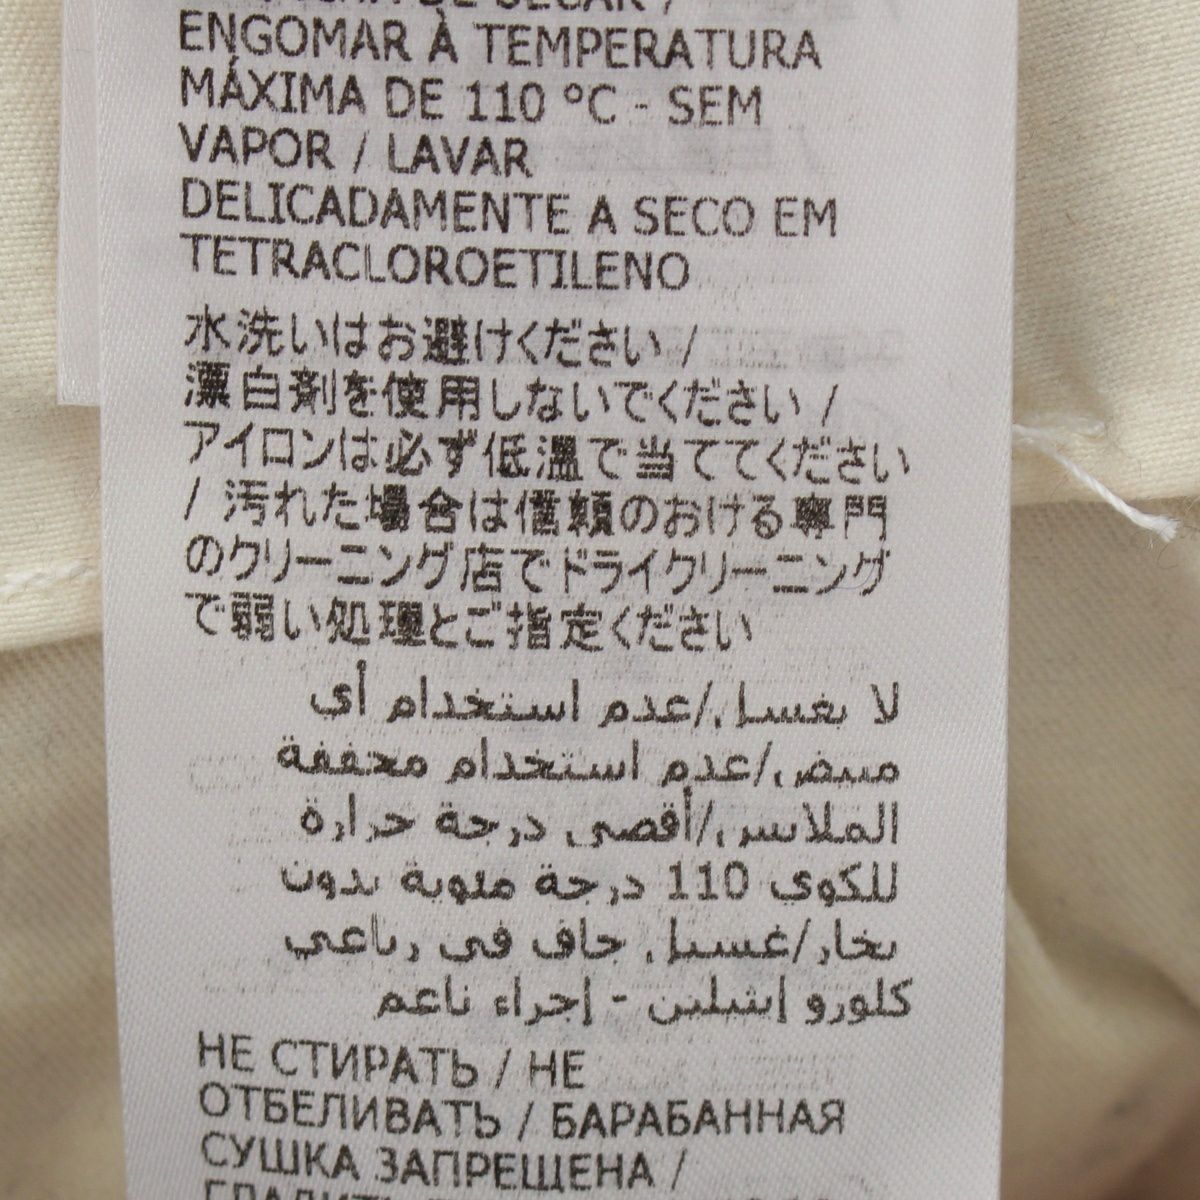 DE SECAR /
ENGOMAR À TEMPERATURA
MÁXIMA DE 110 °C - SEM
VAPOR / LAVAR
DELICADAMENTE A SECO EM
TETRACLOROETILENO
水洗いはお避けください /
漂白剤を使用しないでください /
アイロンは必ず低温で当ててください
/ 汚れた場合は信頼のおける専門
のクリーニング店でドライクリーニング
で弱い処理とご指定ください
لا يغسل/عدم استخدام أي
مبيض/عدم استخدام مجففة
الملابس/أقصى درجة حرارة
للكوي 110 درجة مئوية بدون
بخار/غسيل جاف في رباعي
كلورو إيثيلين - إجراء ناعم
НЕ СТИРАТЬ / НЕ
ОТБЕЛИВАТЬ / БАРАБАННАЯ
СУШКА ЗАПРЕЩЕНА /
ГЛАДИТЬ